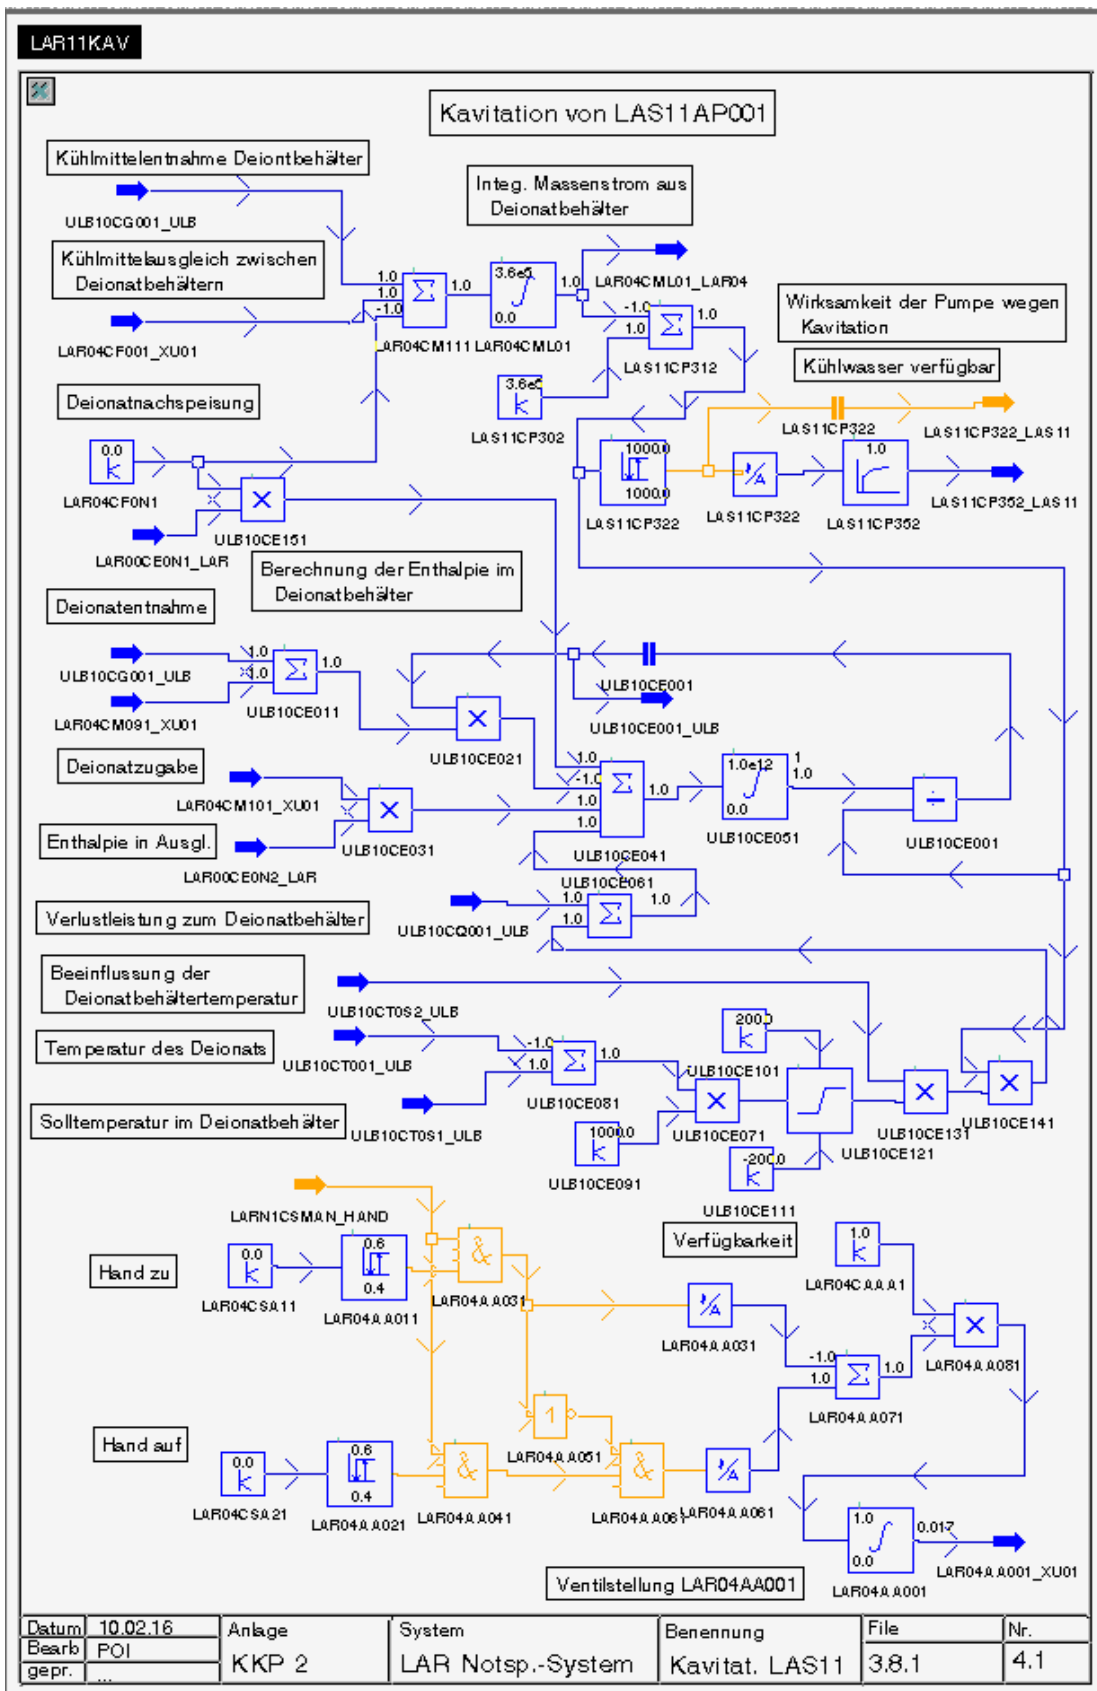 LAR11KAV
Kavitation von LAS11AP001
Kühlmittelentnahme Deiontbehälter
ULB10CG001_ULB
Integ. Massenstrom aus
Deionatbehälter
Kühlmittelausgleich zwischen
Deionatbehältern
LAR04CF001_XU01
1.0
1.0
-1.0
Σ
1.0
LAR04CM111
3.6e5
0.0
1.0
LAR04CML01
LAR04CML01_LAR04
-1.0
1.0
Σ
1.0
LAS11CP312
3.6e5
k
LAS11CP302
Wirksamkeit der Pumpe wegen
Kavitation
Kühlwasser verfügbar
LAS11CP322
LAS11CP322_LAS11
1000.0
1000.0
LAS11CP322
LAS11CP322
1.0
LAS11CP352
LAS11CP352_LAS11
Deionatnachspeisung
0.0
k
LAR04CF0N1
LAR00CE0N1_LAR
×
ULB10CE151
Berechnung der Enthalpie im
Deionatbehälter
Deionatentnahme
ULB10CG001_ULB
LAR04CM091_XU01
1.0
1.0
Σ
1.0
ULB10CE011
×
ULB10CE021
ULB10CE001
ULB10CE001_ULB
Deionatzugabe
LAR04CM101_XU01
Enthalpie in Ausgl.
LAR00CE0N2_LAR
×
ULB10CE031
1.0
-1.0
1.0
1.0
Σ
1.0
ULB10CE041
1.0e12
0.0
1
1.0
ULB10CE051
÷
ULB10CE001
Verlustleistung zum Deionatbehälter
ULB10CQ001_ULB
ULB10CE061
1.0
1.0
Σ
1.0
Beeinflussung der
Deionatbehältertemperatur
ULB10CT0S2_ULB
Temperatur des Deionats
ULB10CT001_ULB
Solltemperatur im Deionatbehälter
ULB10CT0S1_ULB
-1.0
1.0
Σ
1.0
ULB10CE081
1000.0
k
ULB10CE091
×
ULB10CE071
200.0
k
ULB10CE101
-200.0
k
ULB10CE111
ULB10CE121
×
ULB10CE131
×
ULB10CE141
LARN1CSMAN_HAND
Hand zu
0.0
k
LAR04CSA11
0.6
0.4
LAR04AA011
&
LAR04AA031
Verfügbarkeit
LAR04AA031
1.0
k
LAR04CAAA1
×
LAR04AA081
-1.0
1.0
Σ
1.0
LAR04AA071
Hand auf
0.0
k
LAR04CSA21
0.6
0.4
LAR04AA021
&
LAR04AA041
1
LAR04AA051
&
LAR04AA061
LAR04AA061
1.0
0.0
0.017
LAR04AA001
LAR04AA001_XU01
Ventilstellung LAR04AA001
Datum 10.02.16
Bearb POI
gepr. ...
Anlage
KKP 2
System
LAR Notsp.-System
Benennung
Kavitat. LAS11
File
3.8.1
Nr.
4.1